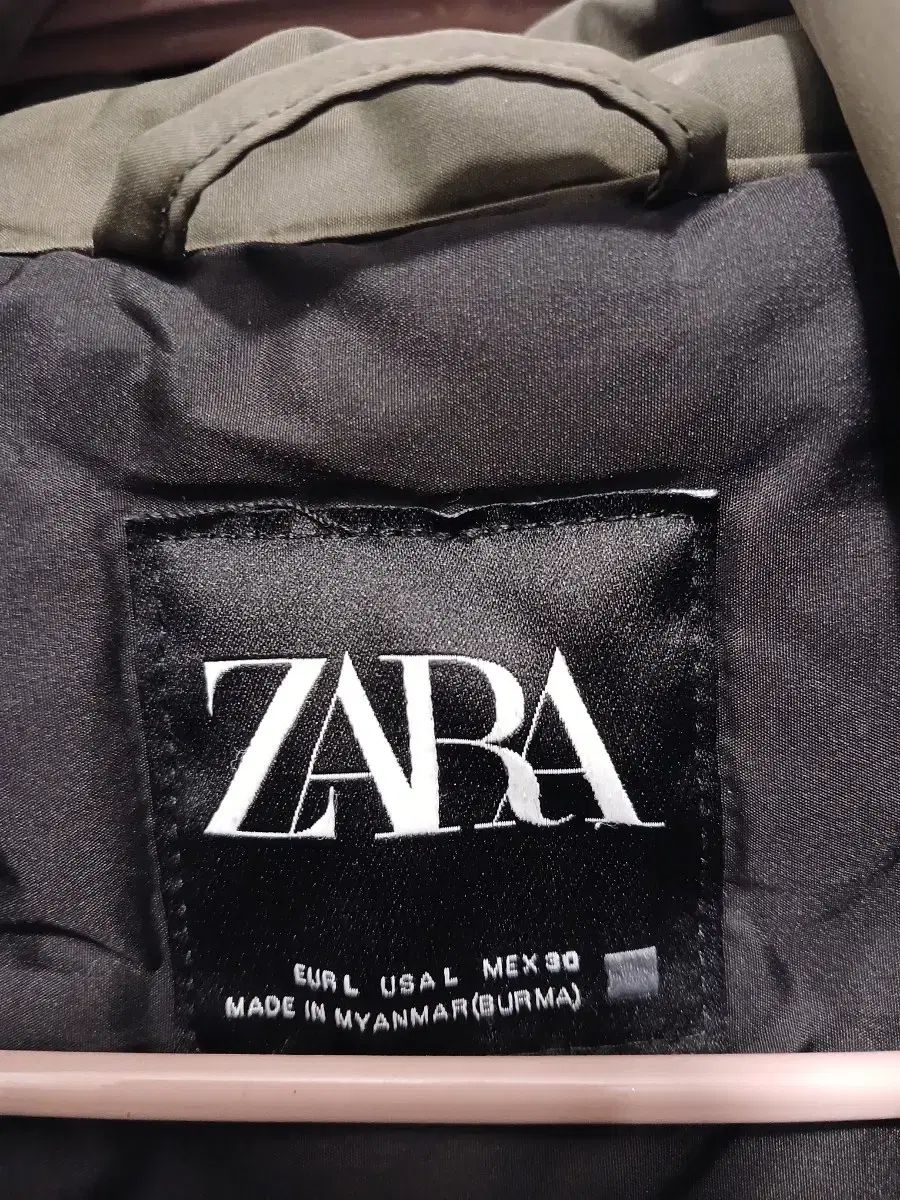 ZARA
EUR L USA L MEX 30
MADE IN MYANMAR (BURMA)